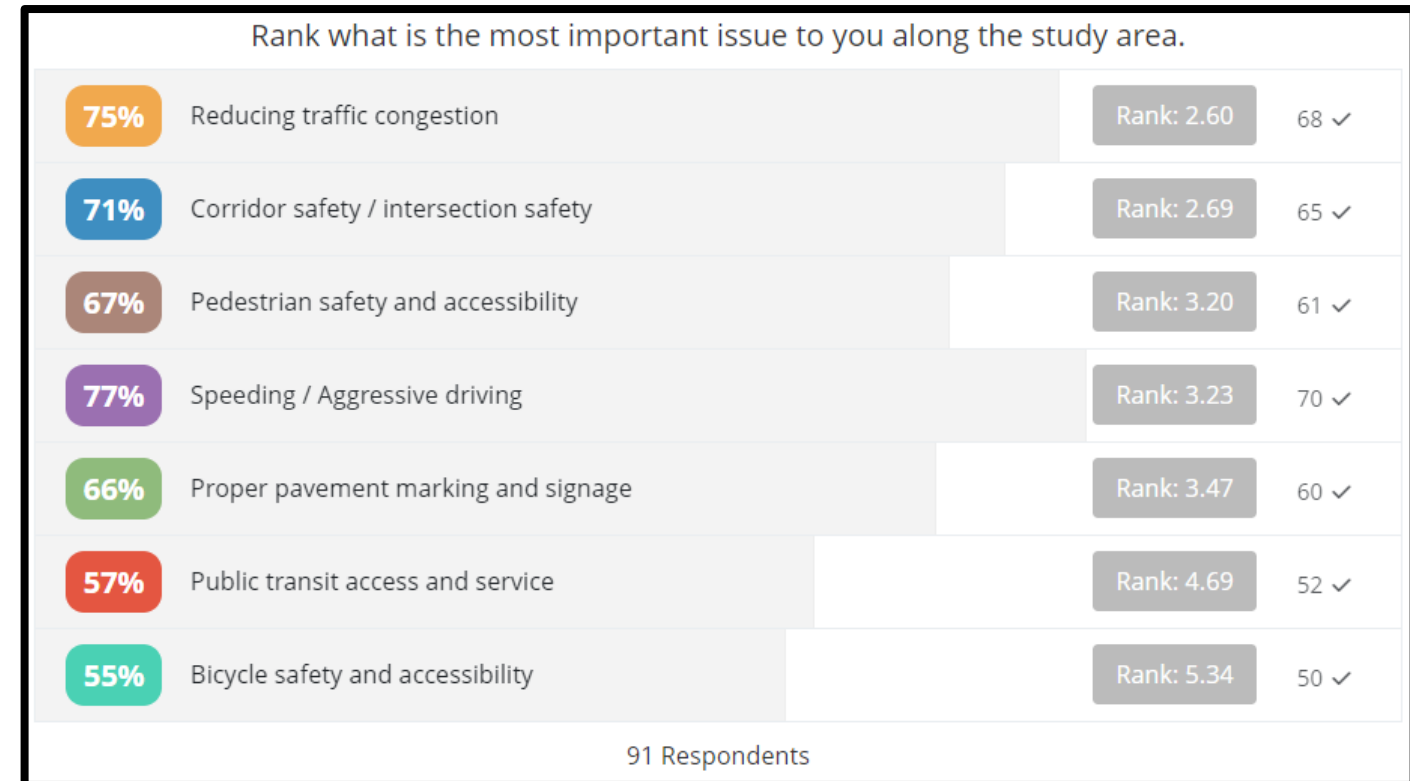 Rank what is the most important issue to you along the study area.
75% Reducing traffic congestion Rank: 2.60 68 ✓
71% Corridor safety / intersection safety Rank: 2.69 65 ✓
67% Pedestrian safety and accessibility Rank: 3.20 61 ✓
77% Speeding / Aggressive driving Rank: 3.23 70 ✓
66% Proper pavement marking and signage Rank: 3.47 60 ✓
57% Public transit access and service Rank: 4.69 52 ✓
55% Bicycle safety and accessibility Rank: 5.34 50 ✓
91 Respondents